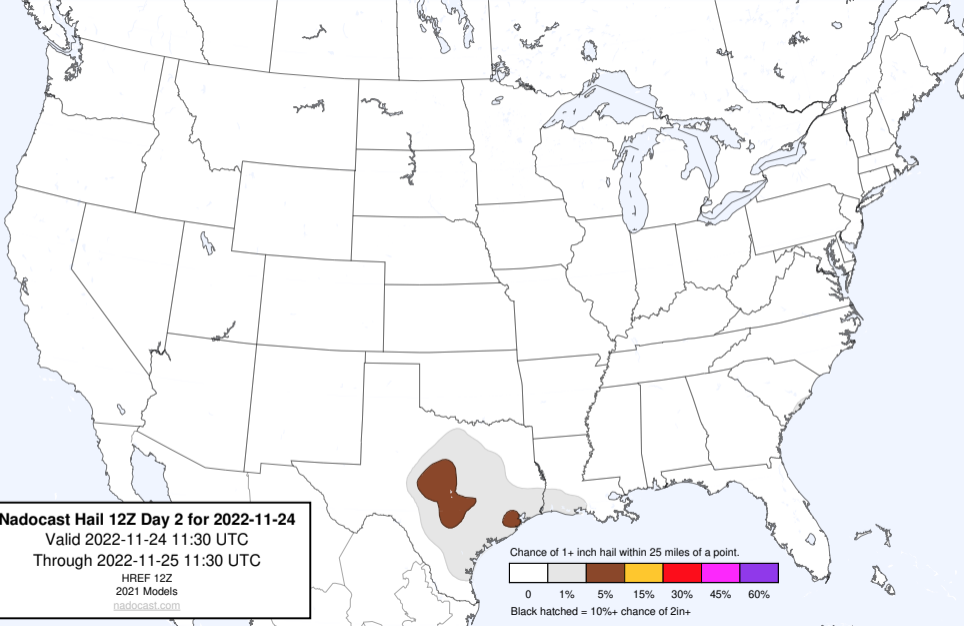 Nadocast Hail 12Z Day 2 for 2022-11-24
Valid 2022-11-24 11:30 UTC
Through 2022-11-25 11:30 UTC
HREF 12Z
2021 Models
nadocast.com
Chance of 1+ inch hail within 25 miles of a point.
0 1% 5% 15% 30% 45% 60%
Black hatched = 10%+ chance of 2in+